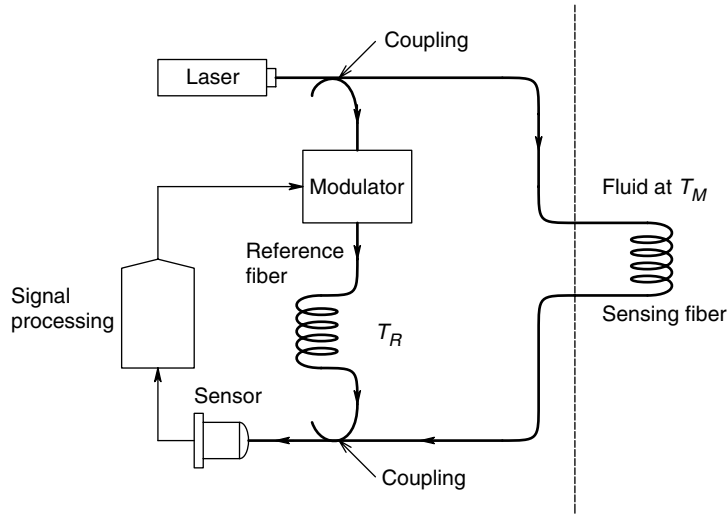 Coupling
Laser
Modulator
Fluid at T_M
Reference
fiber
Signal
processing
T_R
Sensing fiber
Sensor
Coupling